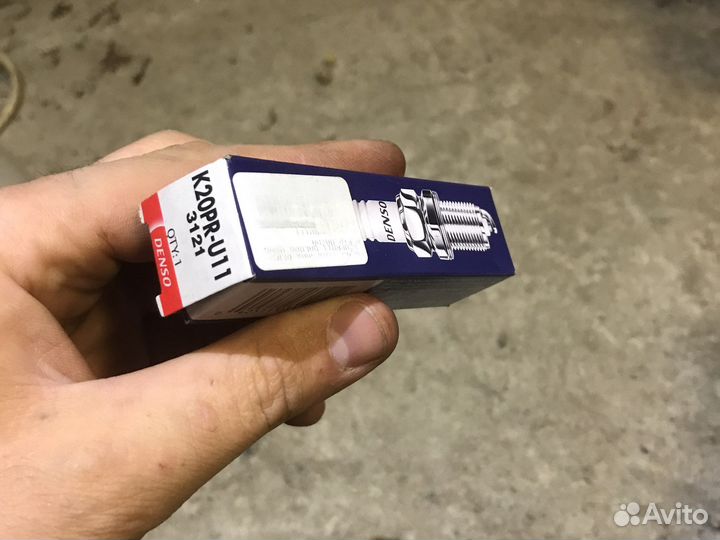 K20PR-U11
3121
QTY:1
DENSO
DENSO
Avito